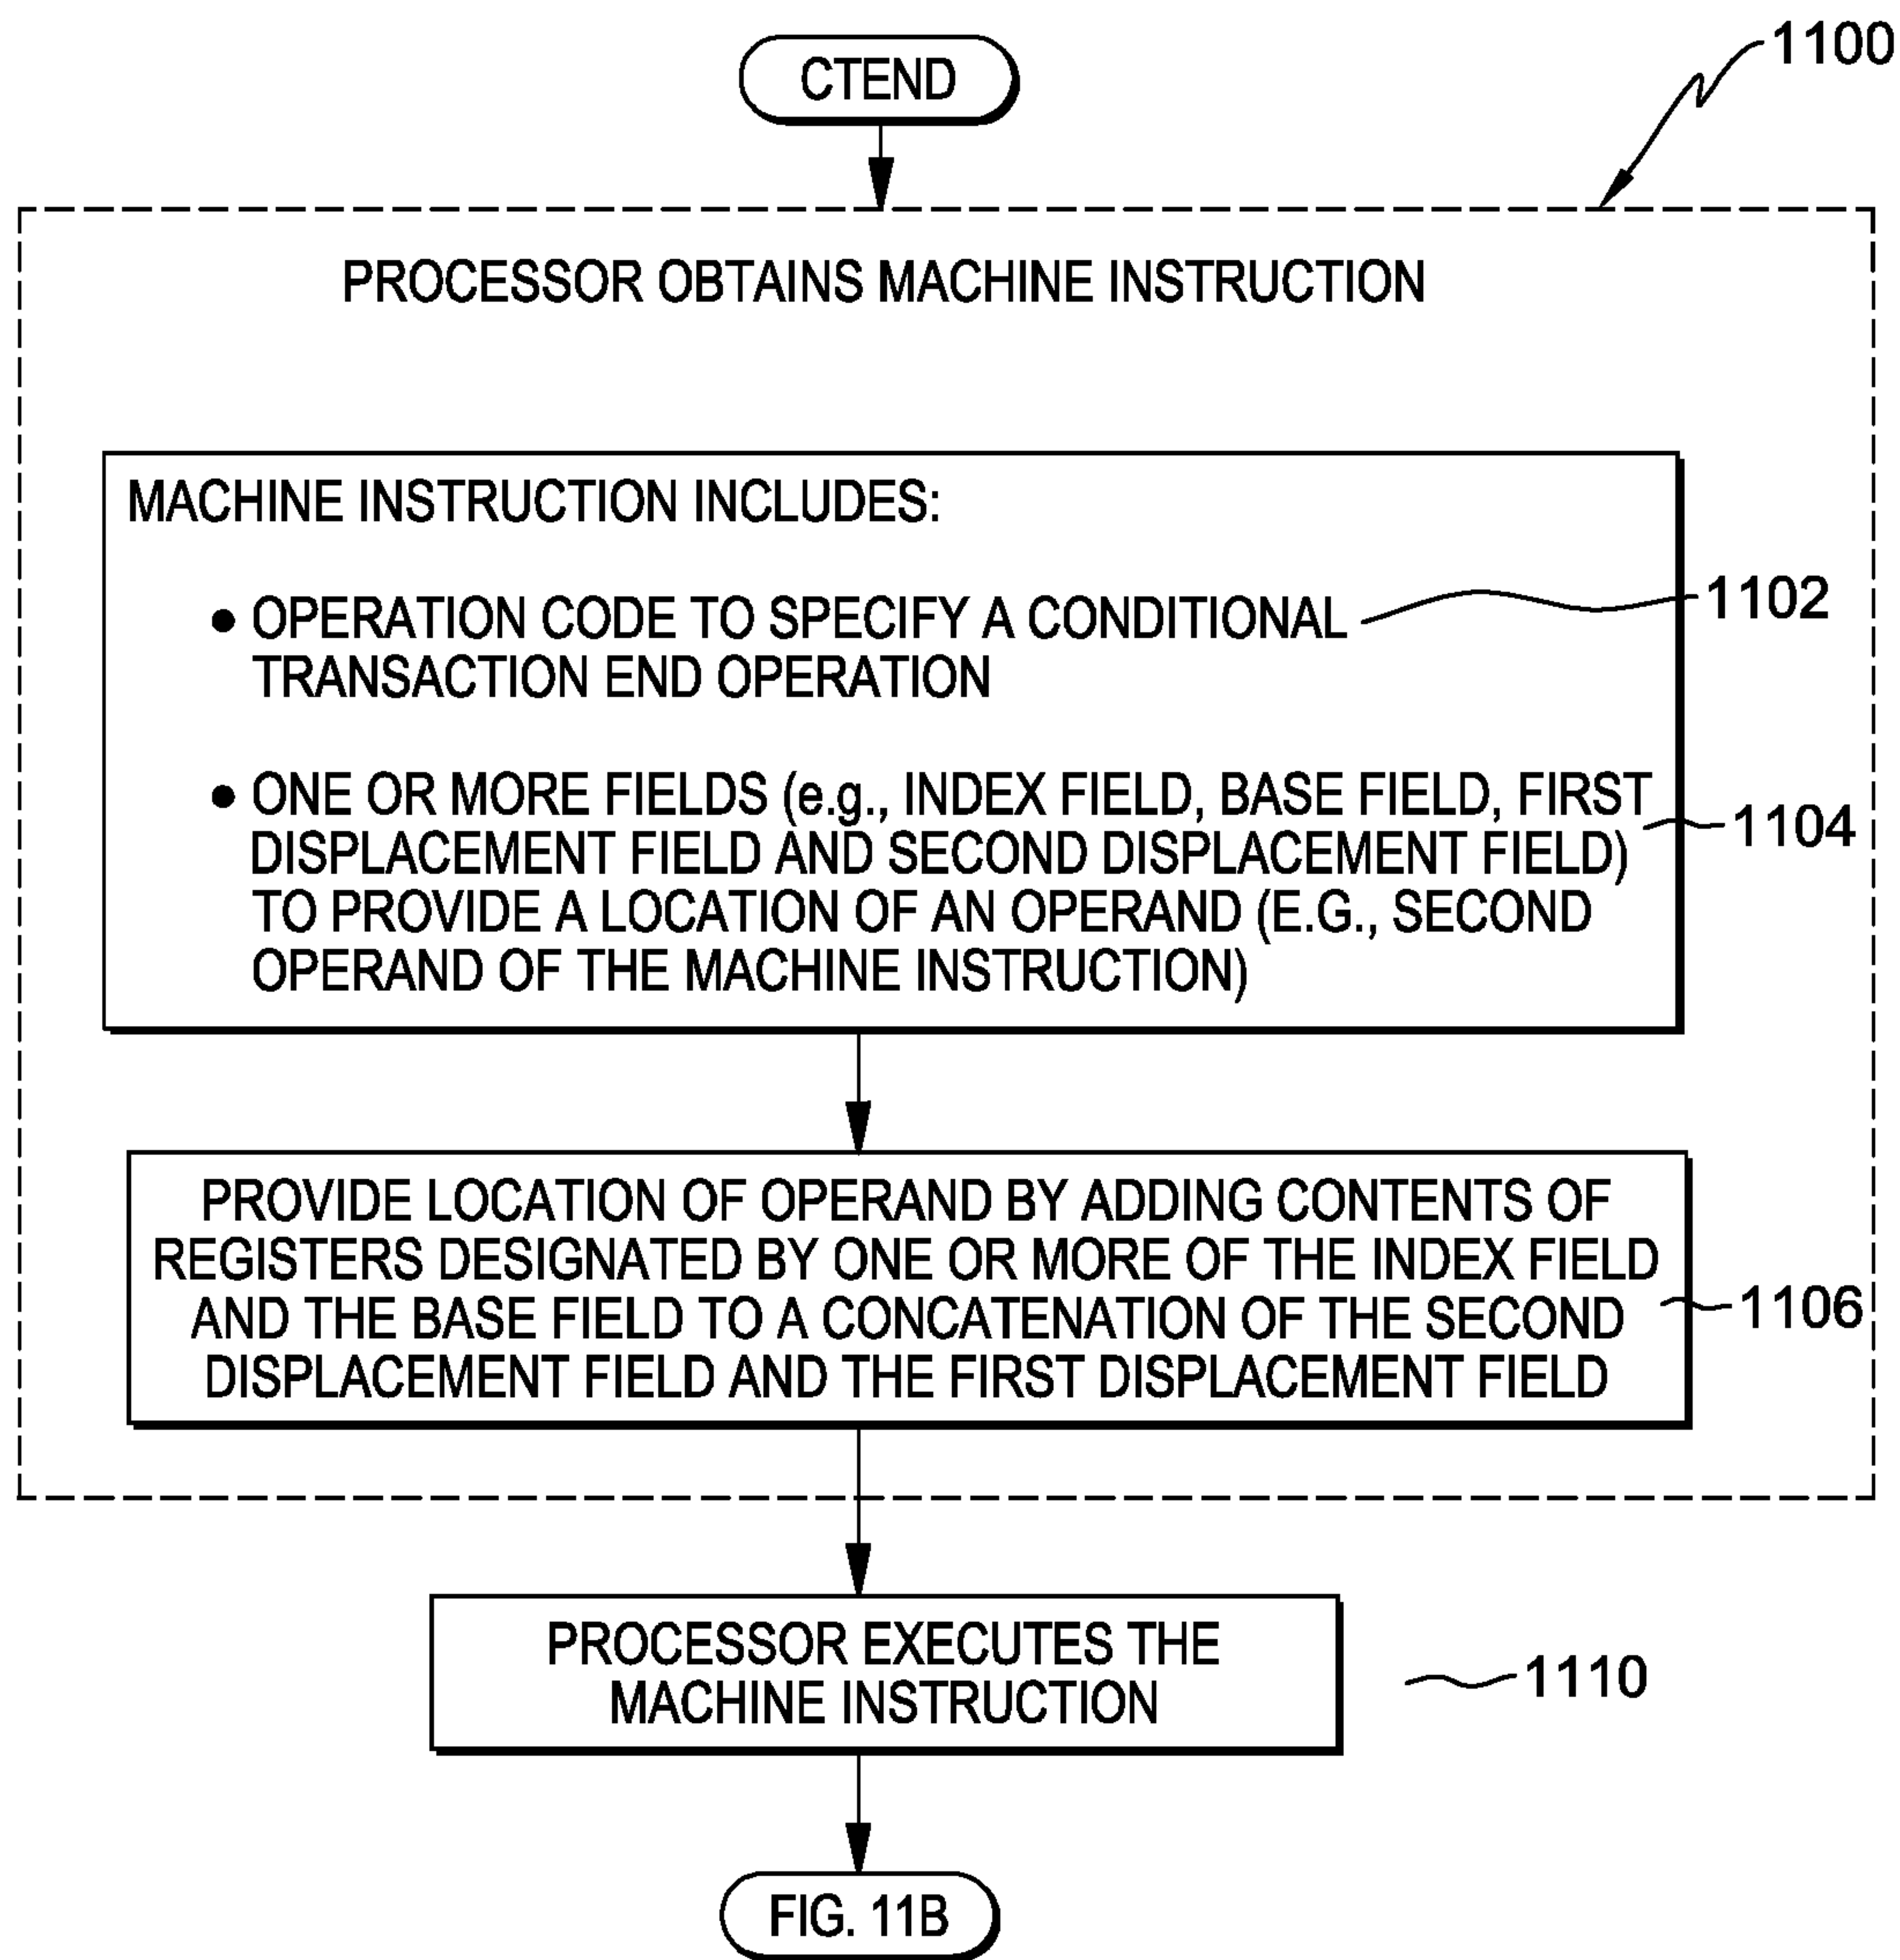 1100
CTEND
PROCESSOR OBTAINS MACHINE INSTRUCTION
MACHINE INSTRUCTION INCLUDES:
● OPERATION CODE TO SPECIFY A CONDITIONAL
1102
TRANSACTION END OPERATION
● ONE OR MORE FIELDS (e.g., INDEX FIELD, BASE FIELD, FIRST
DISPLACEMENT FIELD AND SECOND DISPLACEMENT FIELD)
1104
TO PROVIDE A LOCATION OF AN OPERAND (E.G., SECOND
OPERAND OF THE MACHINE INSTRUCTION)
PROVIDE LOCATION OF OPERAND BY ADDING CONTENTS OF
REGISTERS DESIGNATED BY ONE OR MORE OF THE INDEX FIELD
AND THE BASE FIELD TO A CONCATENATION OF THE SECOND
1106
DISPLACEMENT FIELD AND THE FIRST DISPLACEMENT FIELD
PROCESSOR EXECUTES THE
MACHINE INSTRUCTION
1110
FIG. 11B